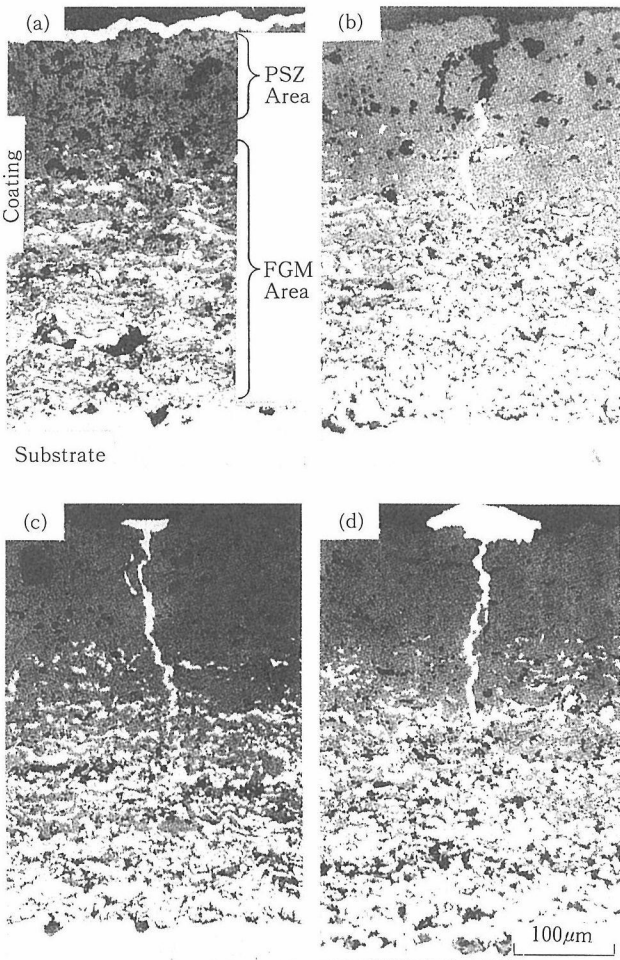 (a)
PSZ
Area
Coating
FGM
Area
Substrate
(b)
(c)
(d)
100μm